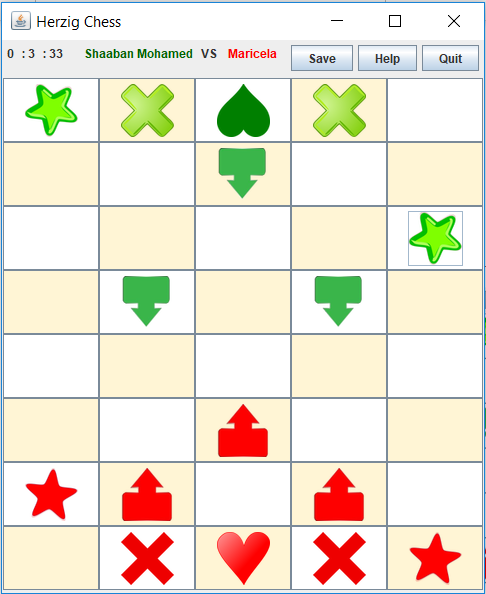 Herzig Chess
0 : 3 : 33 Shaaban Mohamed VS Maricela Save Help Quit